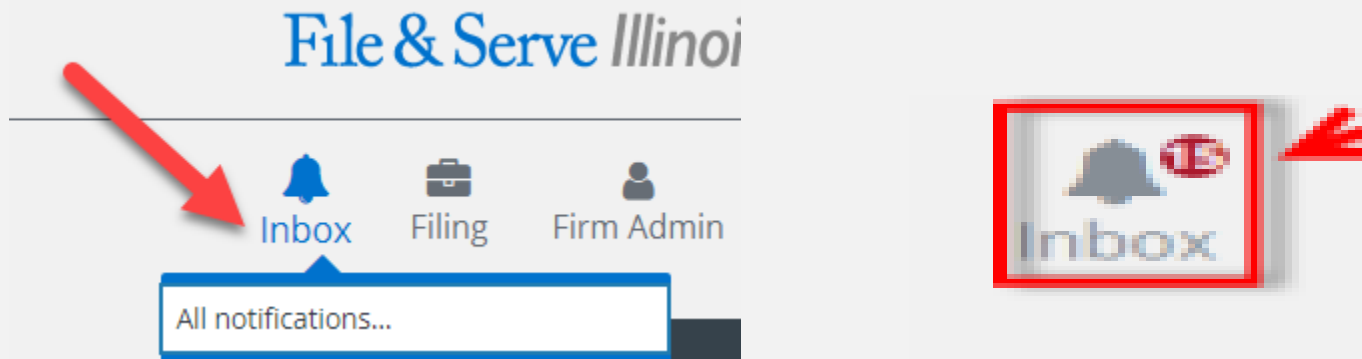 File & Serve Illinoi
Inbox Filing Firm Admin
All notifications...
Inbox